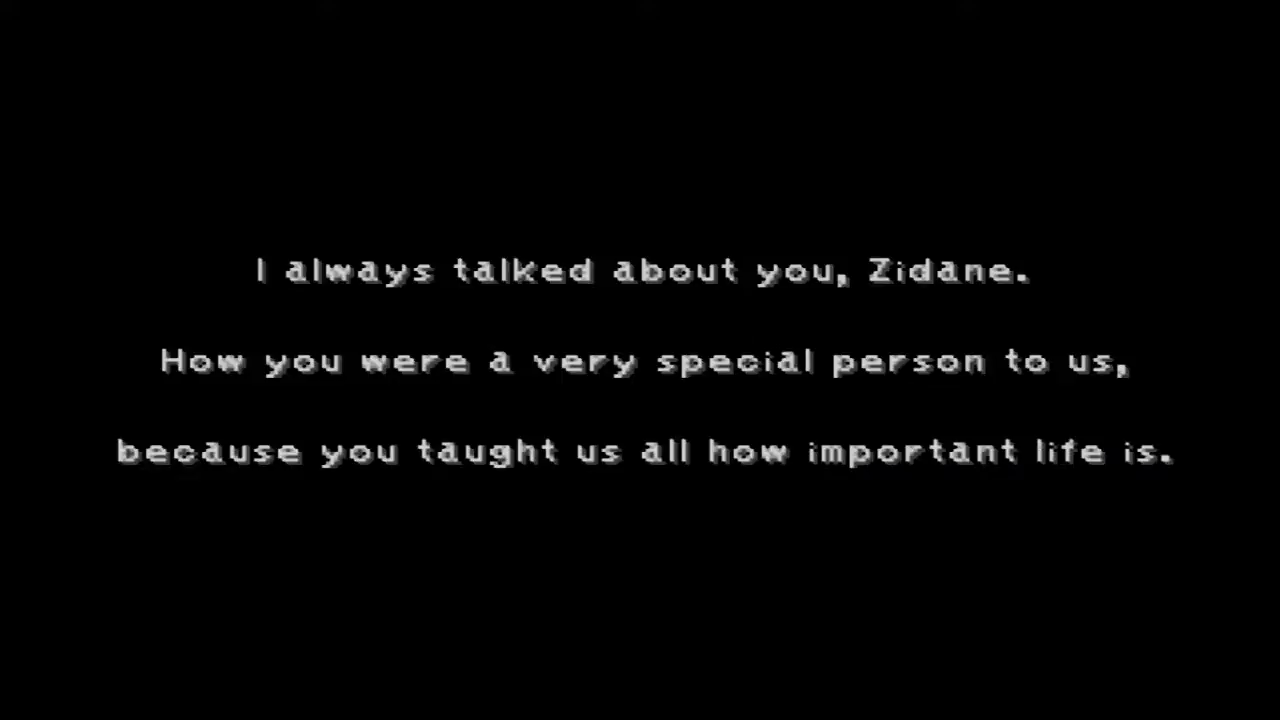 I always talked about you, Zidane.
How you were a very special person to us,
because you taught us all how important life is.